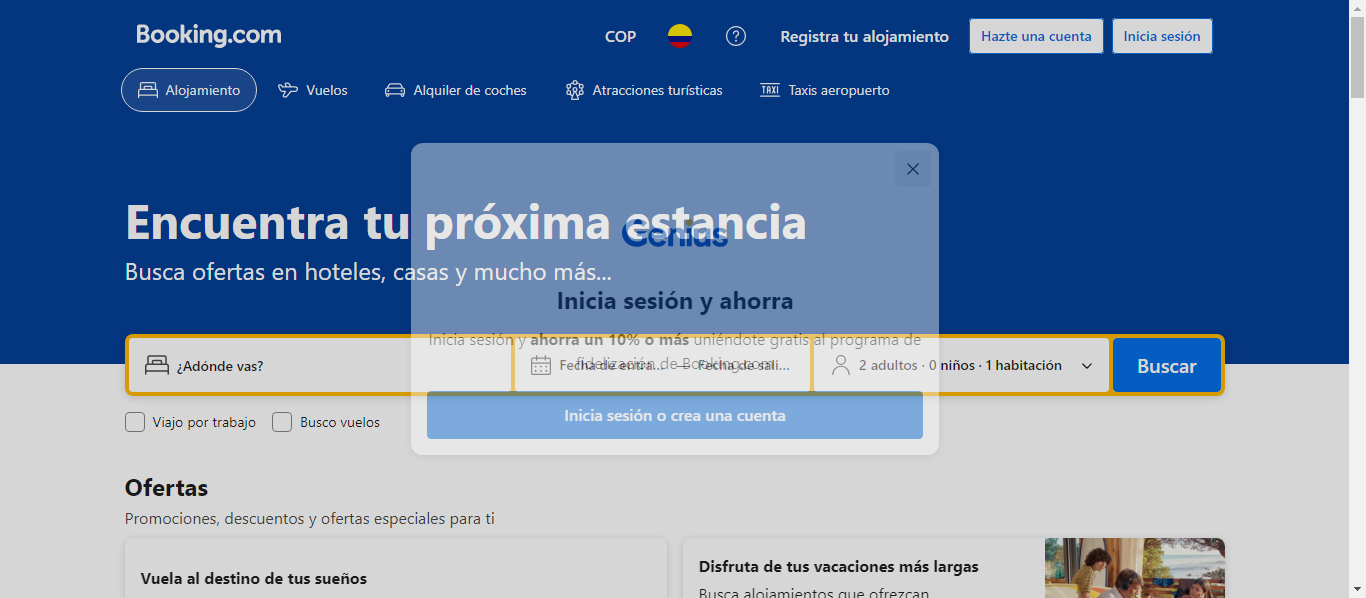 Booking.com
COP
Registra tu alojamiento
Hazte una cuenta
Inicia sesión
Alojamiento
Vuelos
Alquiler de coches
Atracciones turísticas
TAXI
Taxis aeropuerto
Encuentra tu próxima estancia
Busca ofertas en hoteles, casas y mucho más...
Genius
Inicia sesión y ahorra
Inicia sesión y ahorra un 10% o más uniéndote gratis al programa de
fidelización de Booking.com
¿Adónde vas?
Fecha de entra... — Fecha de sali...
2 adultos · 0 niños · 1 habitación
Buscar
Inicia sesión o crea una cuenta
Viajo por trabajo
Busco vuelos
Ofertas
Promociones, descuentos y ofertas especiales para ti
Vuela al destino de tus sueños
Disfruta de tus vacaciones más largas
Busca alojamientos que ofrezcan